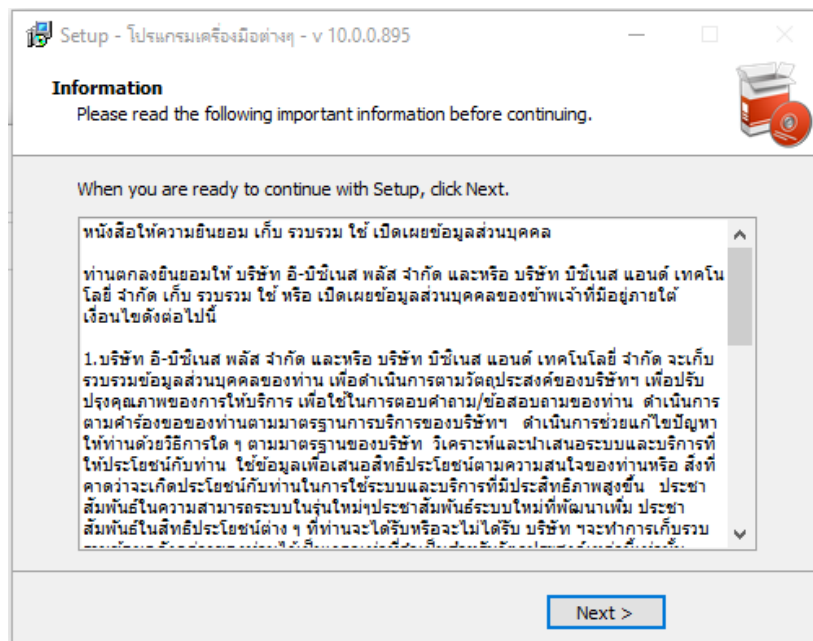 Setup - โปรแกรมเครื่องมือต่างๆ - v 10.0.0.895
Information
Please read the following important information before continuing.
When you are ready to continue with Setup, click Next.
หนังสือให้ความยินยอม เก็บ รวบรวม ใช้ เปิดเผยข้อมูลส่วนบุคคล
ท่านตกลงยินยอมให้ บริษัท อี-บิซิเนส พลัส จำกัด และหรือ บริษัท บิซิเนส แอนด์ เทคโน
โลยี่ จำกัด เก็บ รวบรวม ใช้ หรือ เปิดเผยข้อมูลส่วนบุคคลของข้าพเจ้าที่มีอยู่ภายใต้
เงื่อนไขดังต่อไปนี้
1.บริษัท อี-บิซิเนส พลัส จำกัด และหรือ บริษัท บิซิเนส แอนด์ เทคโนโลยี่ จำกัด จะเก็บ
รวบรวมข้อมูลส่วนบุคคลของท่าน เพื่อดำเนินการตามวัตถุประสงค์ของบริษัทฯ เพื่อปรับ
ปรุงคุณภาพของการให้บริการ เพื่อใช้ในการตอบคำถาม/ข้อสอบถามของท่าน ดำเนินการ
ตามคำร้องขอของท่านตามมาตรฐานการบริการของบริษัทฯ ดำเนินการช่วยแก้ไขปัญหา
ให้ท่านด้วยวิธีการใด ๆ ตามมาตรฐานของบริษัท วิเคราะห์และนำเสนอระบบและบริการที่
ให้ประโยชน์กับท่าน ใช้ข้อมูลเพื่อเสนอสิทธิประโยชน์ตามความสนใจของท่านหรือ สิ่งที่
คาดว่าจะเกิดประโยชน์กับท่านในการใช้ระบบและบริการที่มีประสิทธิภาพสูงขึ้น ประชา
สัมพันธ์ในความสามารถระบบในรุ่นใหม่ๆประชาสัมพันธ์ระบบใหม่ที่พัฒนาเพิ่ม ประชา
สัมพันธ์ในสิทธิประโยชน์ต่าง ๆ ที่ท่านจะได้รับหรือจะไม่ได้รับ บริษัท ฯจะทำการเก็บรวบ
Next >